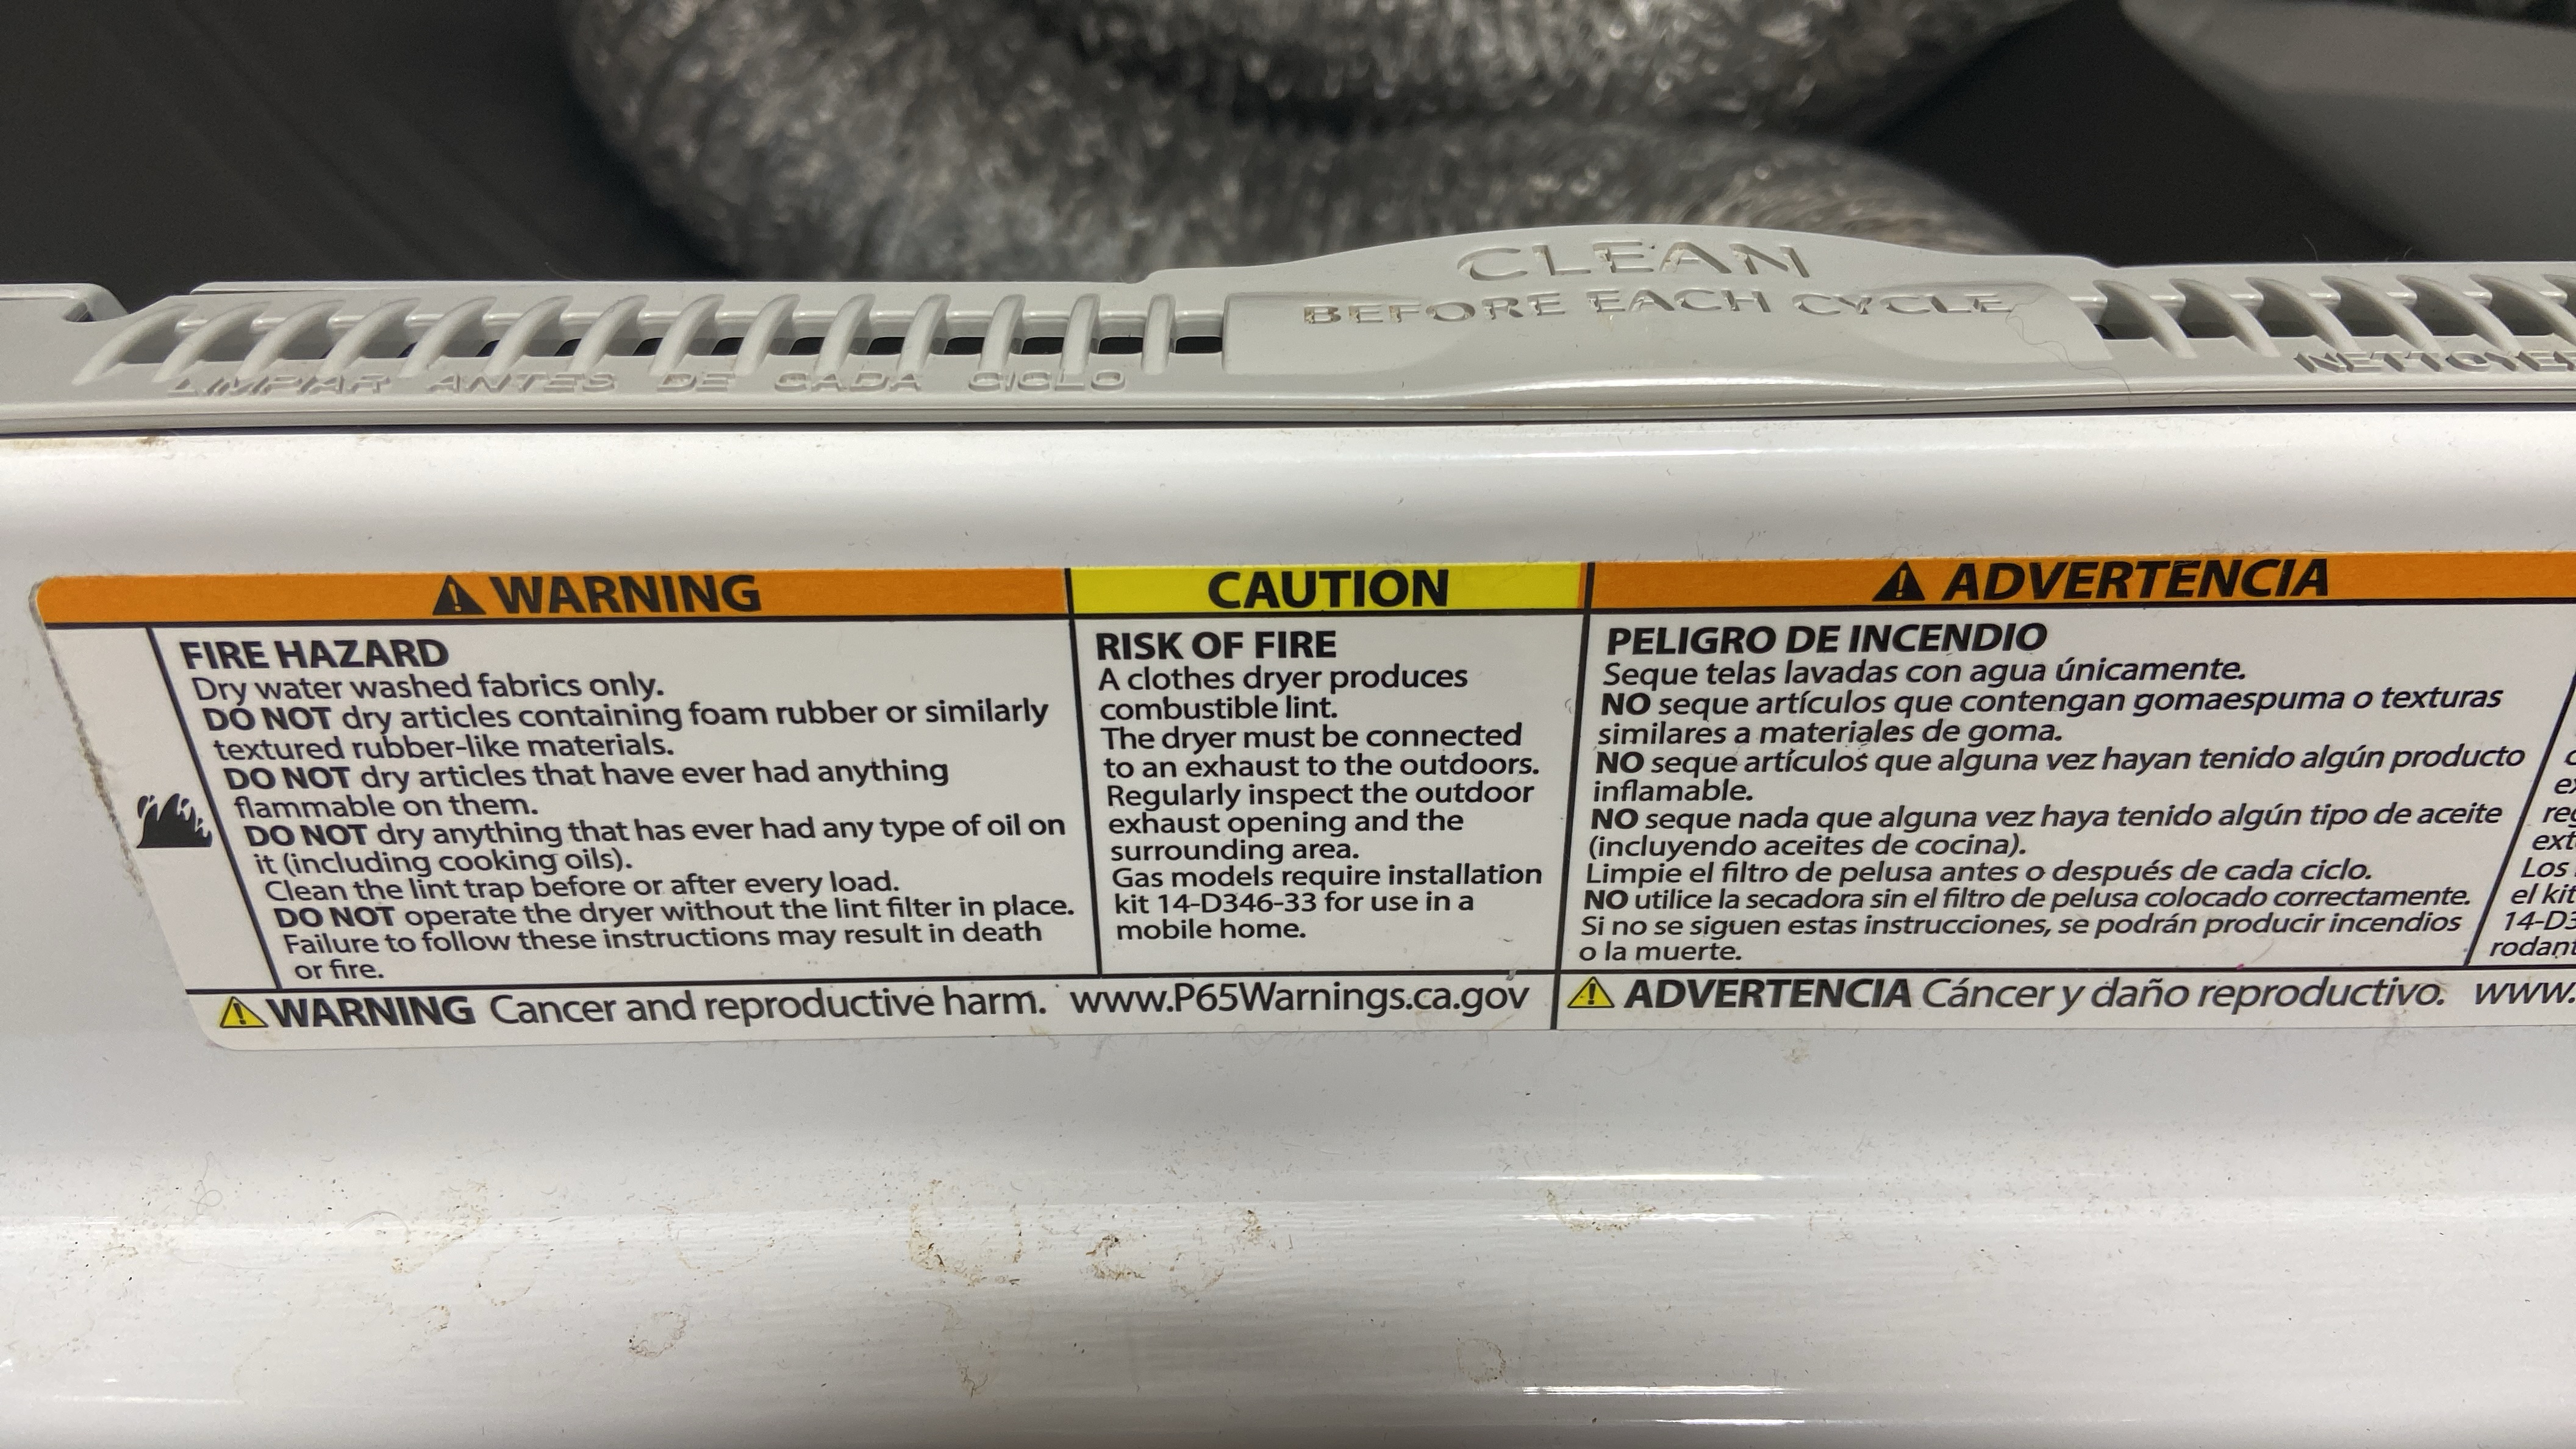 CLEAN
BEFORE EACH CYCLE
LIMPIAR ANTES DE CADA CICLO
WARNING
FIRE HAZARD
Dry water washed fabrics only.
DO NOT dry articles containing foam rubber or similarly
textured rubber-like materials.
DO NOT dry articles that have ever had anything
flammable on them.
DO NOT dry anything that has ever had any type of oil on
it (including cooking oils).
Clean the lint trap before or after every load.
DO NOT operate the dryer without the lint filter in place.
Failure to follow these instructions may result in death
or fire.
CAUTION
RISK OF FIRE
A clothes dryer produces
combustible lint.
The dryer must be connected
to an exhaust to the outdoors.
Regularly inspect the outdoor
exhaust opening and the
surrounding area.
Gas models require installation
kit 14-D346-33 for use in a
mobile home.
WARNING Cancer and reproductive harm. www.P65Warnings.ca.gov
ADVERTENCIA
PELIGRO DE INCENDIO
Seque telas lavadas con agua únicamente.
NO seque artículos que contengan gomaespuma o texturas
similares a materiales de goma.
NO seque artículos que alguna vez hayan tenido algún producto
inflamable.
NO seque nada que alguna vez haya tenido algún tipo de aceite
(incluyendo aceites de cocina).
Limpie el filtro de pelusa antes o después de cada ciclo.
NO utilice la secadora sin el filtro de pelusa colocado correctamente.
Si no se siguen estas instrucciones, se podrán producir incendios
o la muerte.
Los
el kit
ADVERTENCIA Cáncer y daño reproductivo. www.